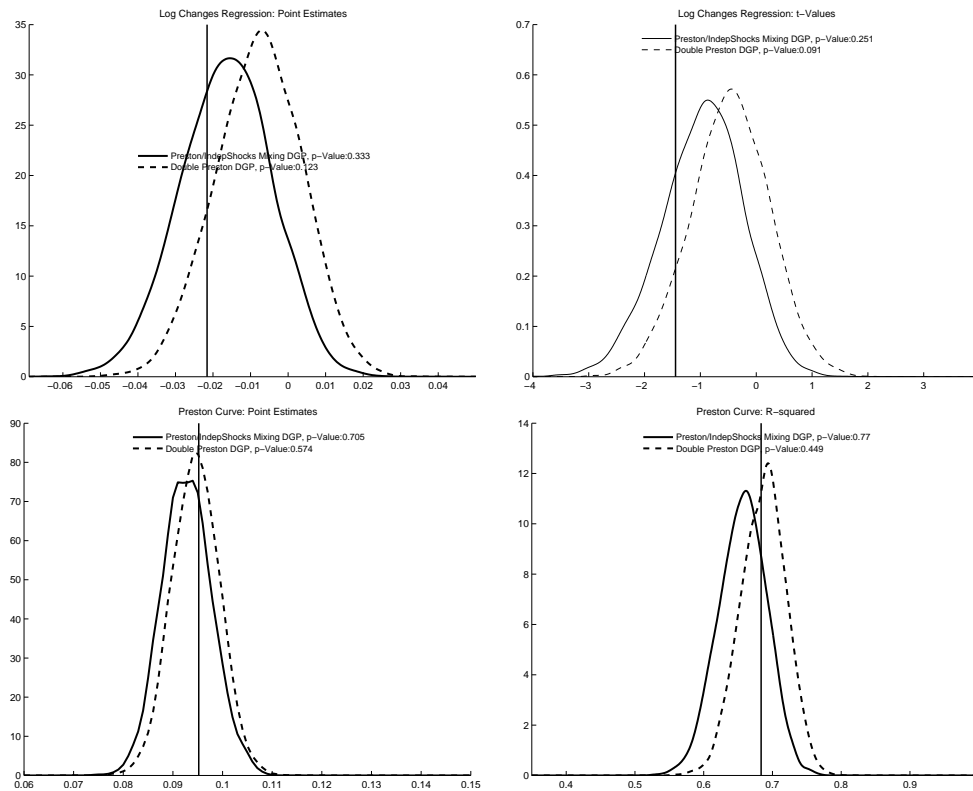 Log Changes Regression: Point Estimates
35
30
25
20
15
10
5
0
Preston/IndepShocks Mixing DGP, p−Value:0.333
Double Preston DGP, p−Value:0.123
−0.06 −0.05 −0.04 −0.03 −0.02 −0.01 0 0.01 0.02 0.03 0.04
Log Changes Regression: t−Values
0.7
0.6
0.5
0.4
0.3
0.2
0.1
0
Preston/IndepShocks Mixing DGP, p−Value:0.251
Double Preston DGP, p−Value:0.091
−4 −3 −2 −1 0 1 2 3
Preston Curve: Point Estimates
90
80
70
60
50
40
30
20
10
0
Preston/IndepShocks Mixing DGP, p−Value:0.705
Double Preston DGP, p−Value:0.574
0.06 0.07 0.08 0.09 0.1 0.11 0.12 0.13 0.14 0.15
Preston Curve: R−squared
14
12
10
8
6
4
2
0
Preston/IndepShocks Mixing DGP, p−Value:0.77
Double Preston DGP, p−Value:0.449
0.4 0.5 0.6 0.7 0.8 0.9